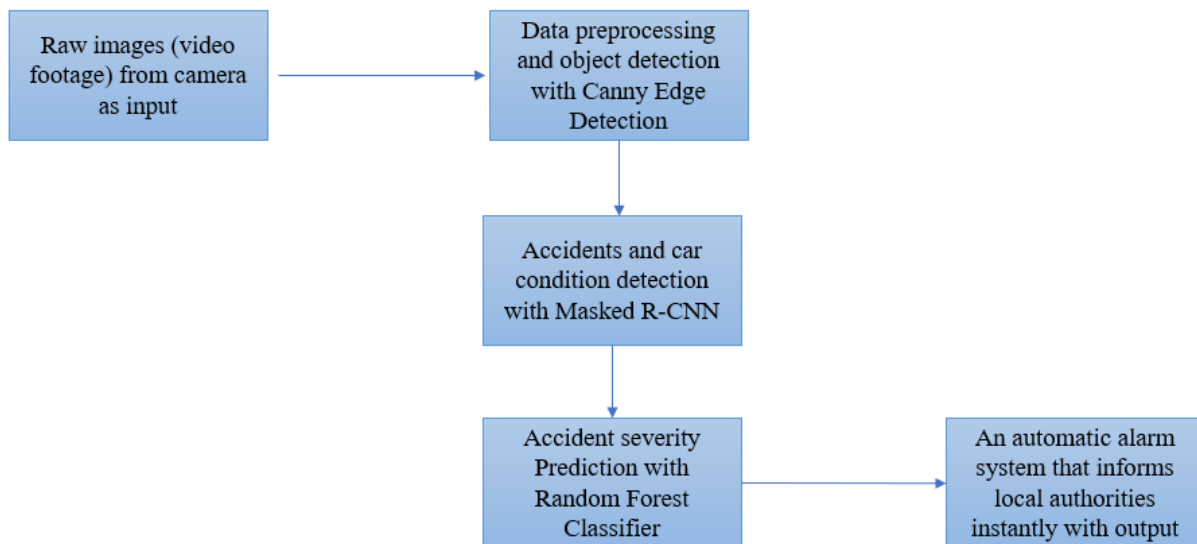 Raw images (video
footage) from camera
as input
Data preprocessing
and object detection
with Canny Edge
Detection
Accidents and car
condition detection
with Masked R-CNN
Accident severity
Prediction with
Random Forest
Classifier
An automatic alarm
system that informs
local authorities
instantly with output